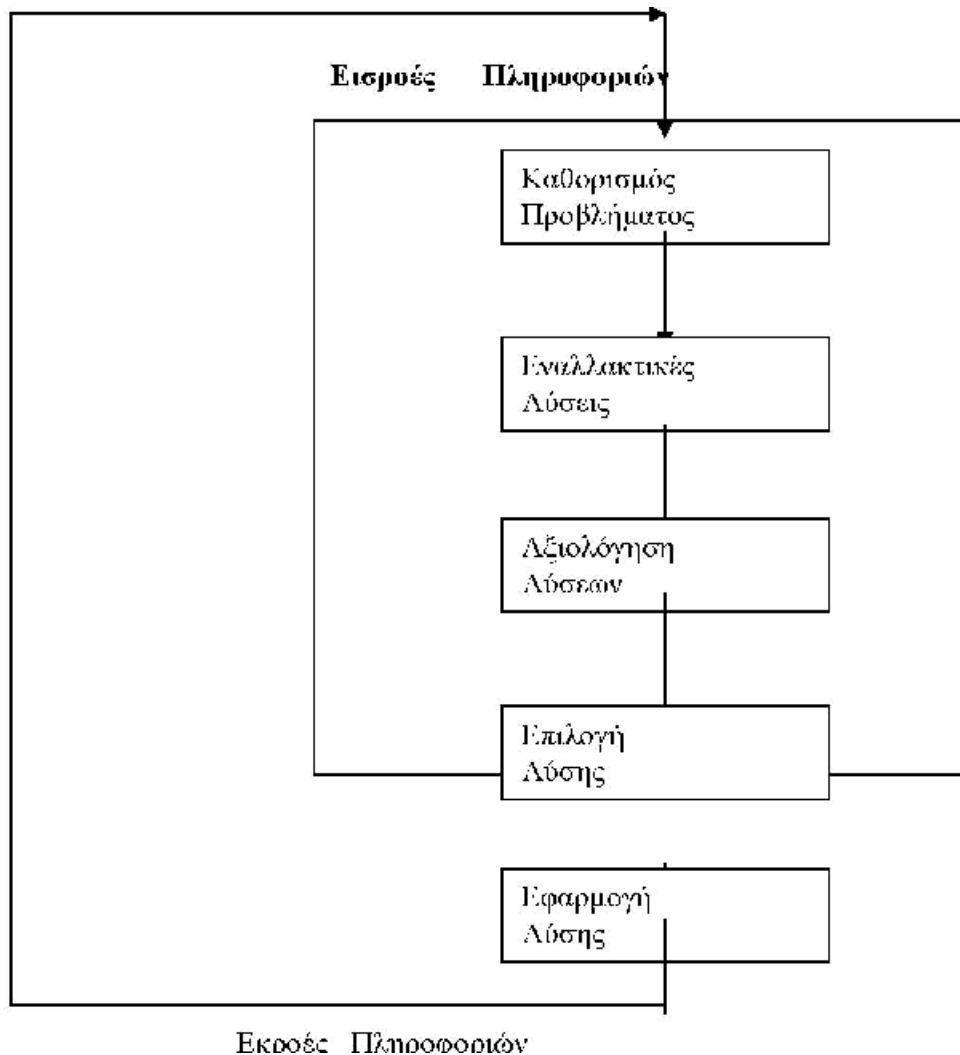 Εισροές Πληροφοριών
Καθορισμός
Προβλήματος
Εναλλακτικές
Λύσεις
Αξιολόγηση
Λύσεων
Επιλογή
Λύσης
Εφαρμογή
Λύσης
Εκροές Πληροφοριών